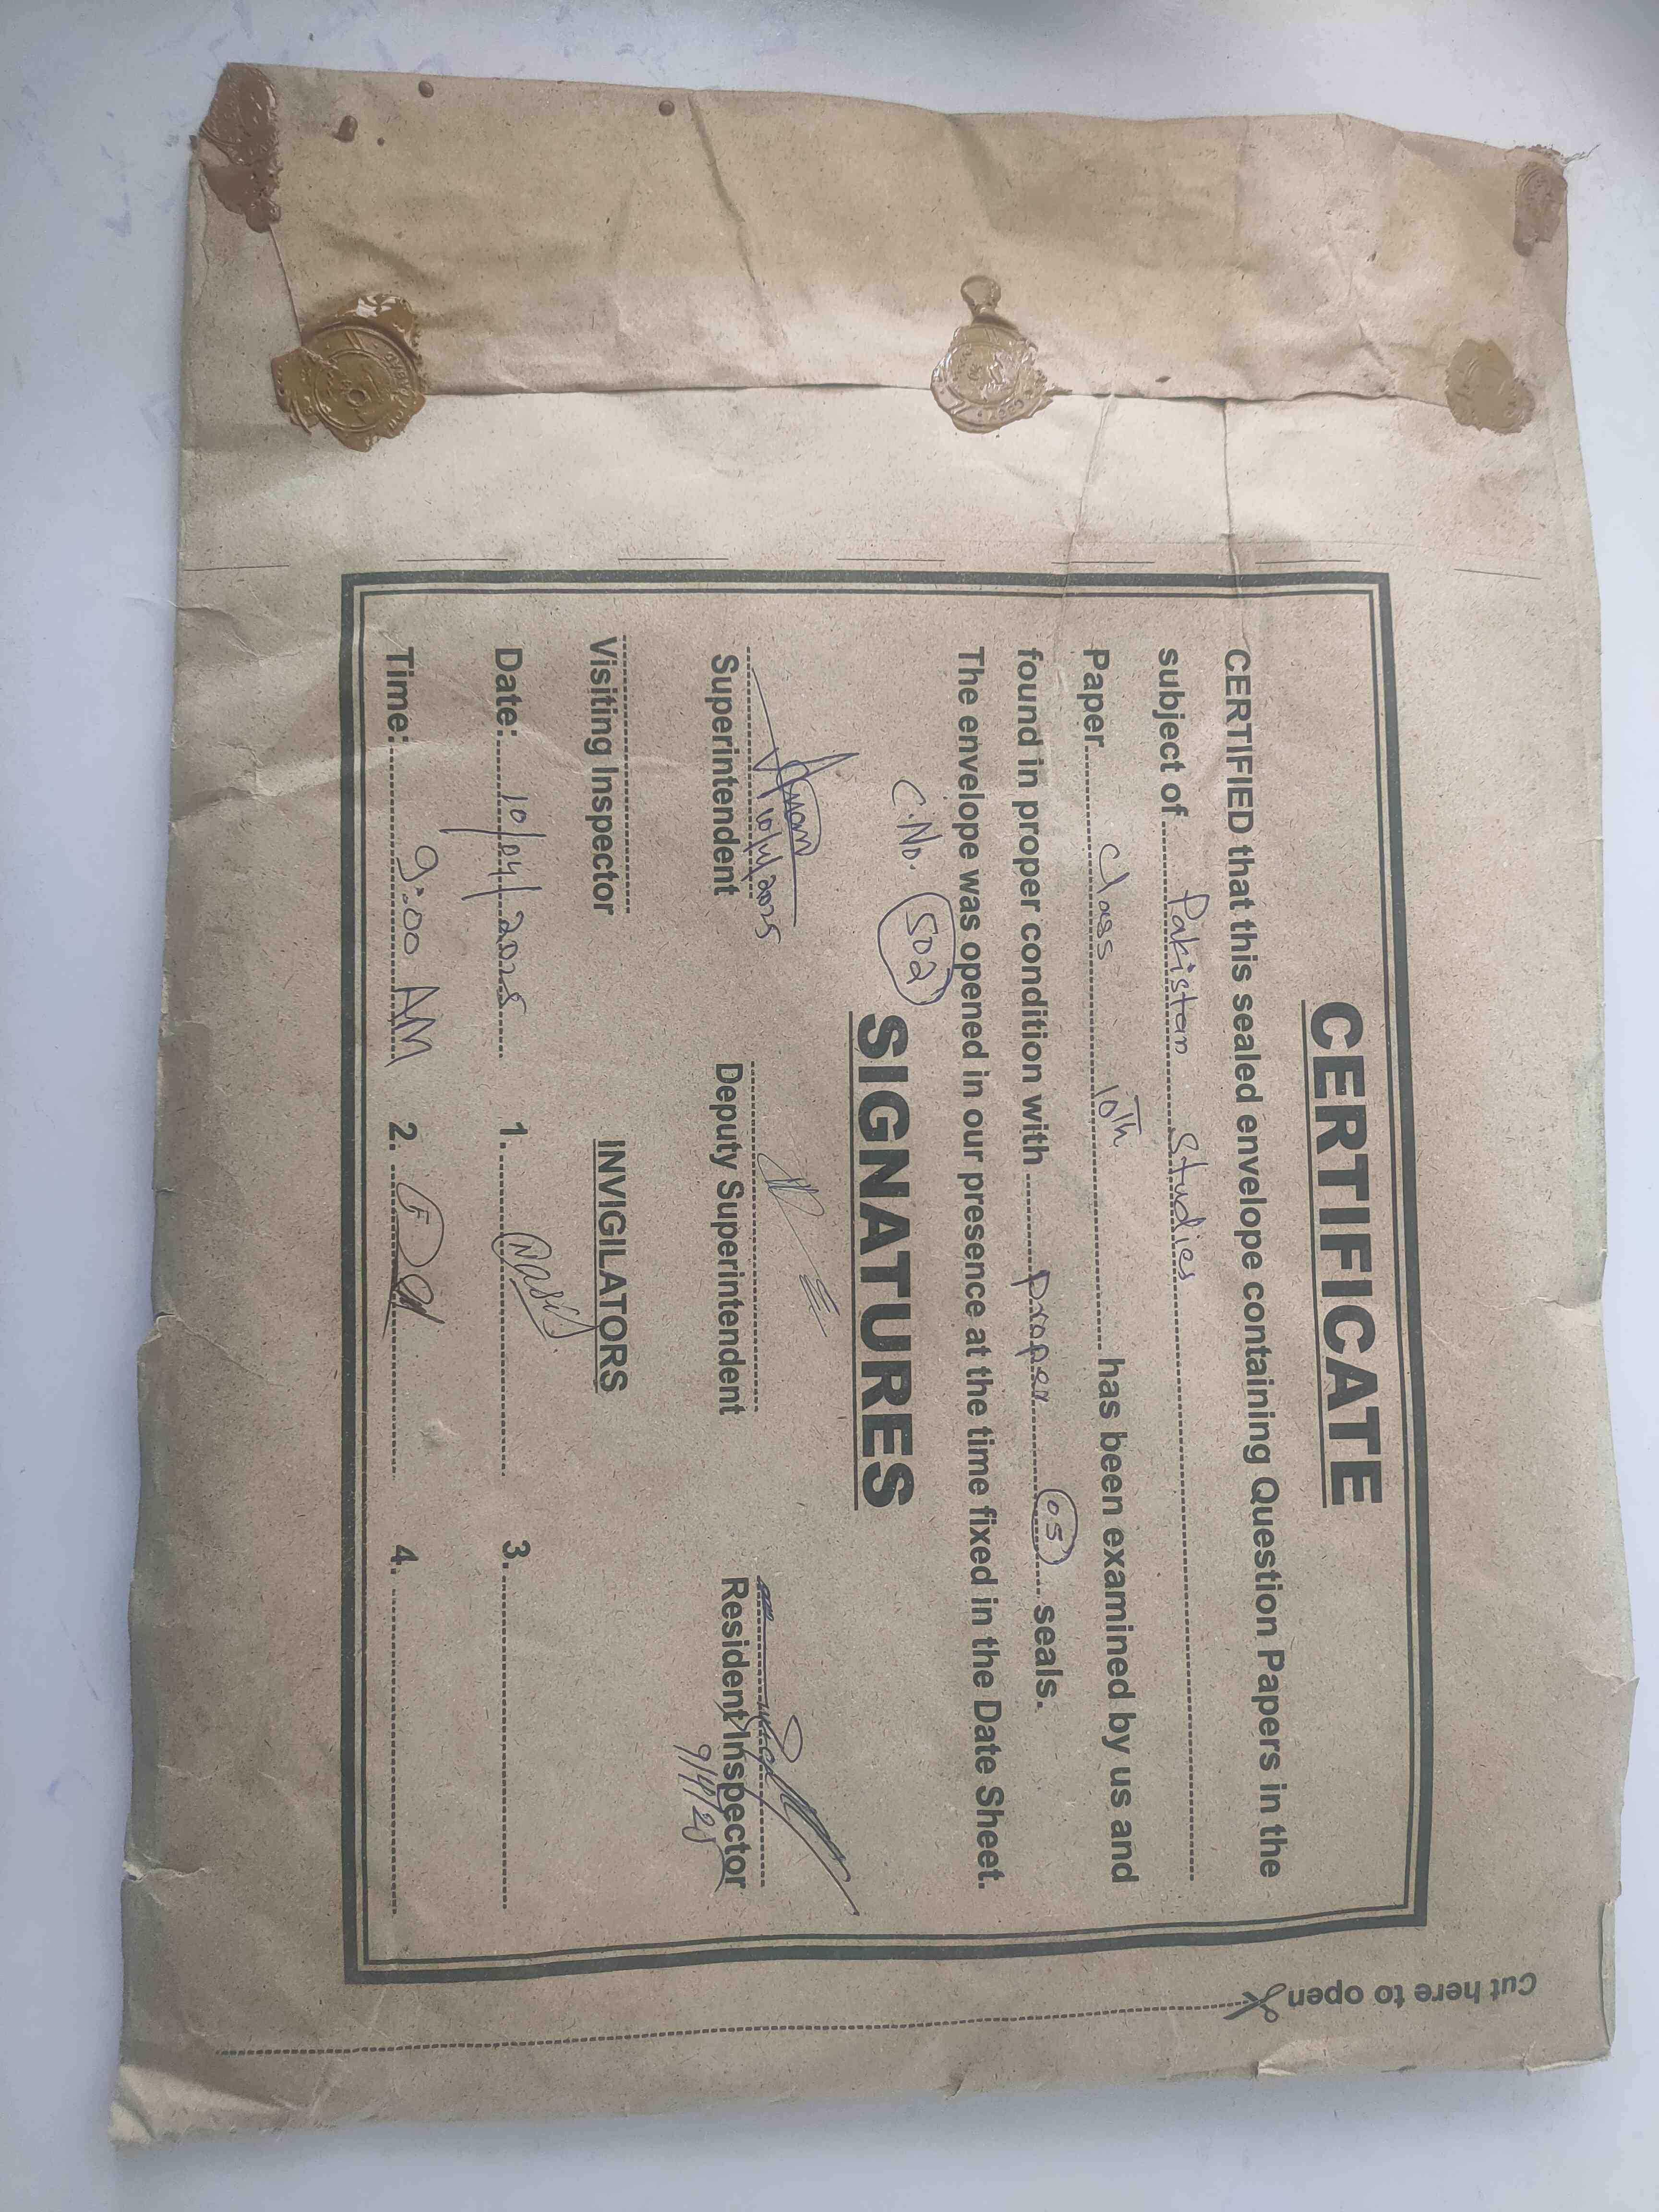 CERTIFICATE
CERTIFIED that this sealed envelope containing Question Papers in the
subject of Pakistan Studies
Paper class 10th has been examined by us and
found in proper condition with proper 05 seals.
The envelope was opened in our presence at the time fixed in the Date Sheet.
C.No. 502
SIGNATURES
10/4/2025
Superintendent Deputy Superintendent Resident Inspector
9/4/25
Visiting Inspector INVIGILATORS
Date: 10/04/2025 1. Nasir 3.
Time: 9:00 AM 2. 4.
Cut here to open